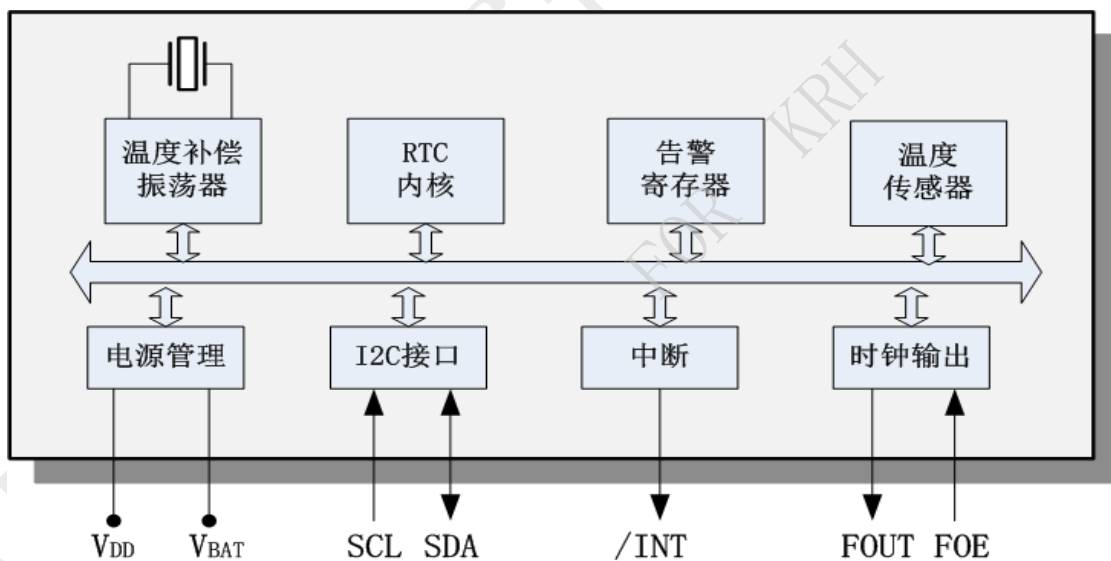 温度补偿
振荡器
RTC
内核
告警
寄存器
温度
传感器
电源管理
I2C接口
中断
时钟输出
VDD
VBAT
SCL
SDA
/INT
FOUT
FOE
FOR KRH